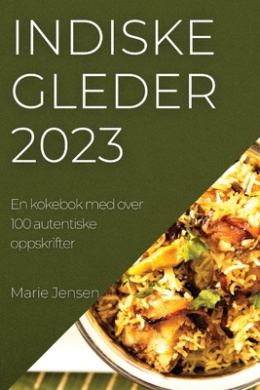 INDISKE
GLEDER
2023
En kokebok med over
100 autentiske
oppskrifter
Marie Jensen